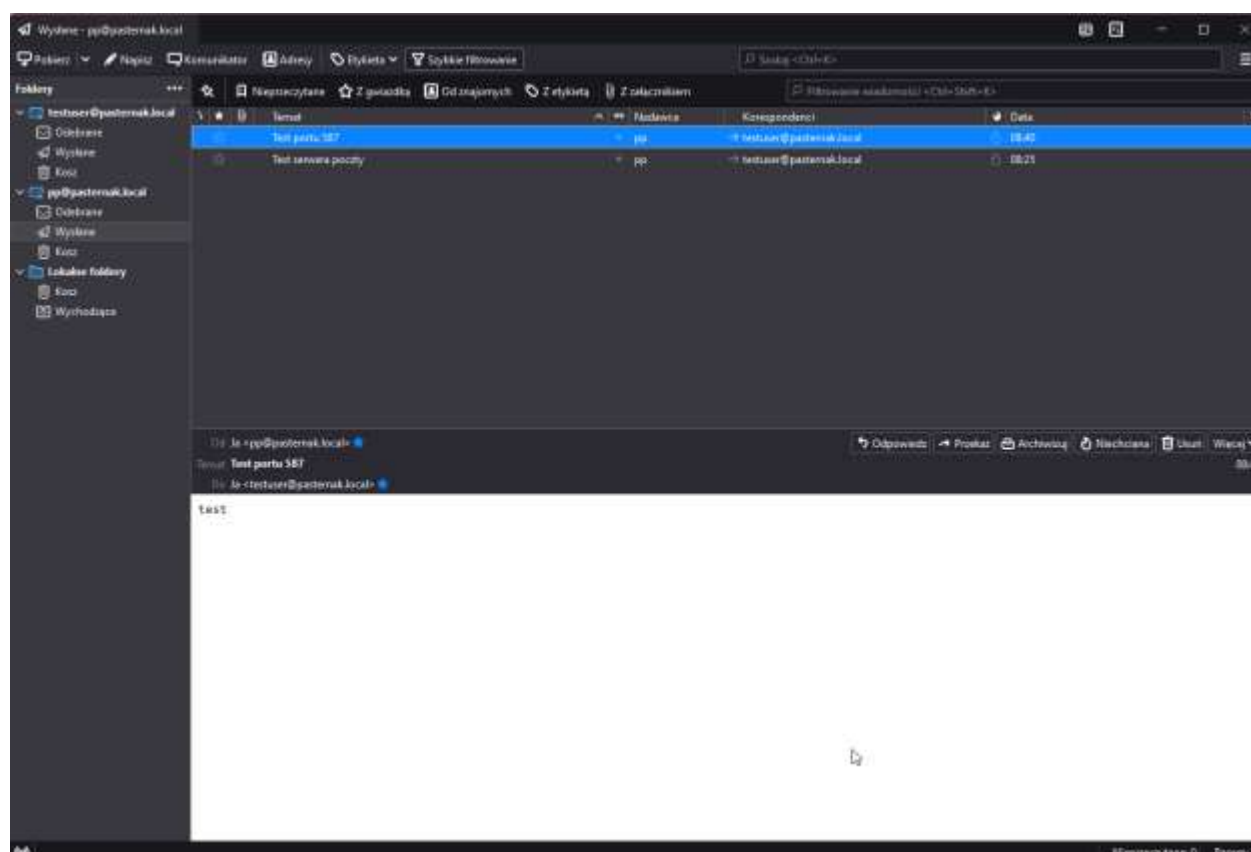 Wysłane - pp@pasternak.local
Pobierz Napisz Komunikator Adresy Etykieta Szybkie filtrowanie Szukaj <Ctrl+K>
Foldery
Nieprzeczytane Z gwiazdką Od znajomych Z etykietą Z załącznikiem Filtrowanie wiadomości <Ctrl+Shift+K>
testuser@pasternak.local
Temat Nadawca Korespondenci Data
Odebrane
Test portu 587 pp testuser@pasternak.local 08:40
Wysłane
Test serwera poczty pp testuser@pasternak.local 08:25
Kosz
pp@pasternak.local
Odebrane
Wysłane
Kosz
Lokalne foldery
Kosz
Wychodzące
Od Ja <pp@pasternak.local>
Odpowiedz Przekaż Archiwizuj Niechciana Usuń Więcej
Temat Test portu 587
Do Ja <testuser@pasternak.local>
test